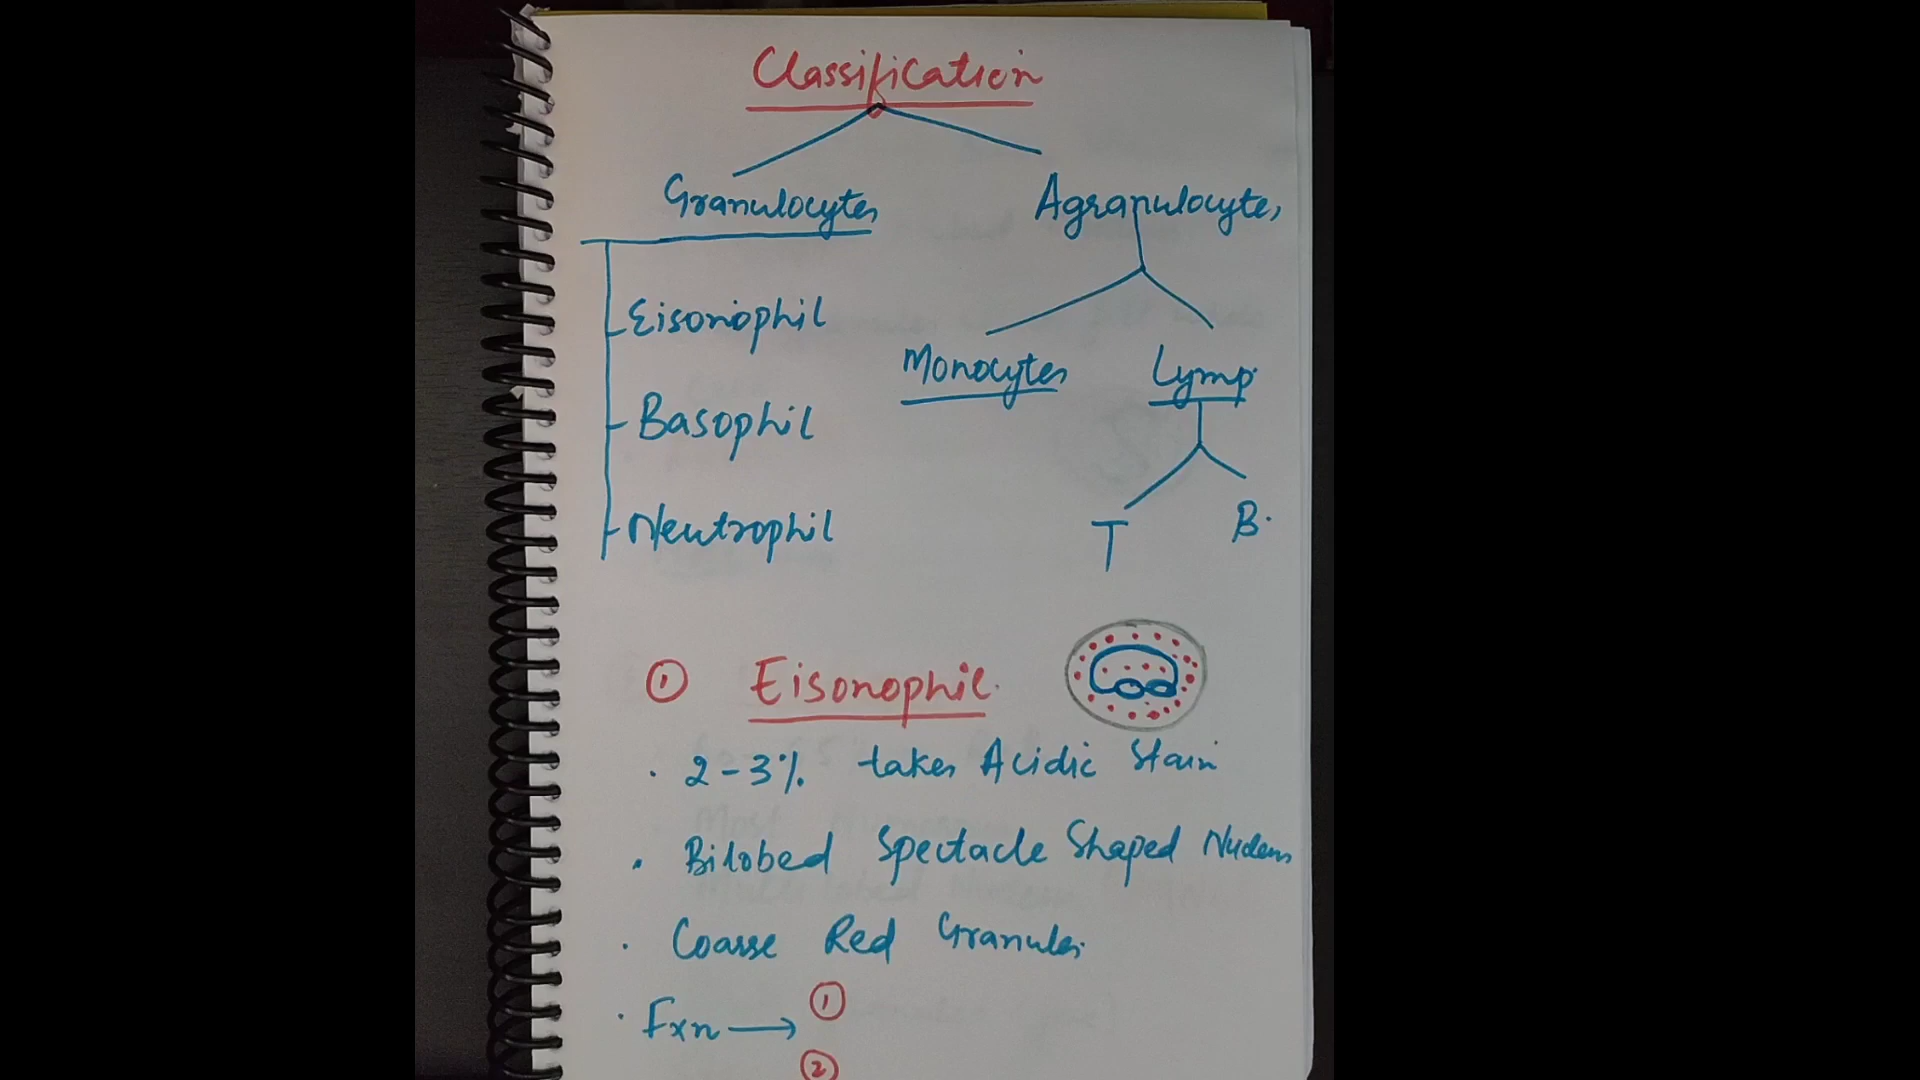 Classification
Granulocytes Agranulocytes
Eisoniophil
Monocytes Lymp.
Basophil
Neutrophil
T B.
① Eisonophil.
· 2-3% takes Acidic Stain
· Bilobed Spectacle Shaped Nucleus
· Coarse Red Granules
· Fxn → ①
②